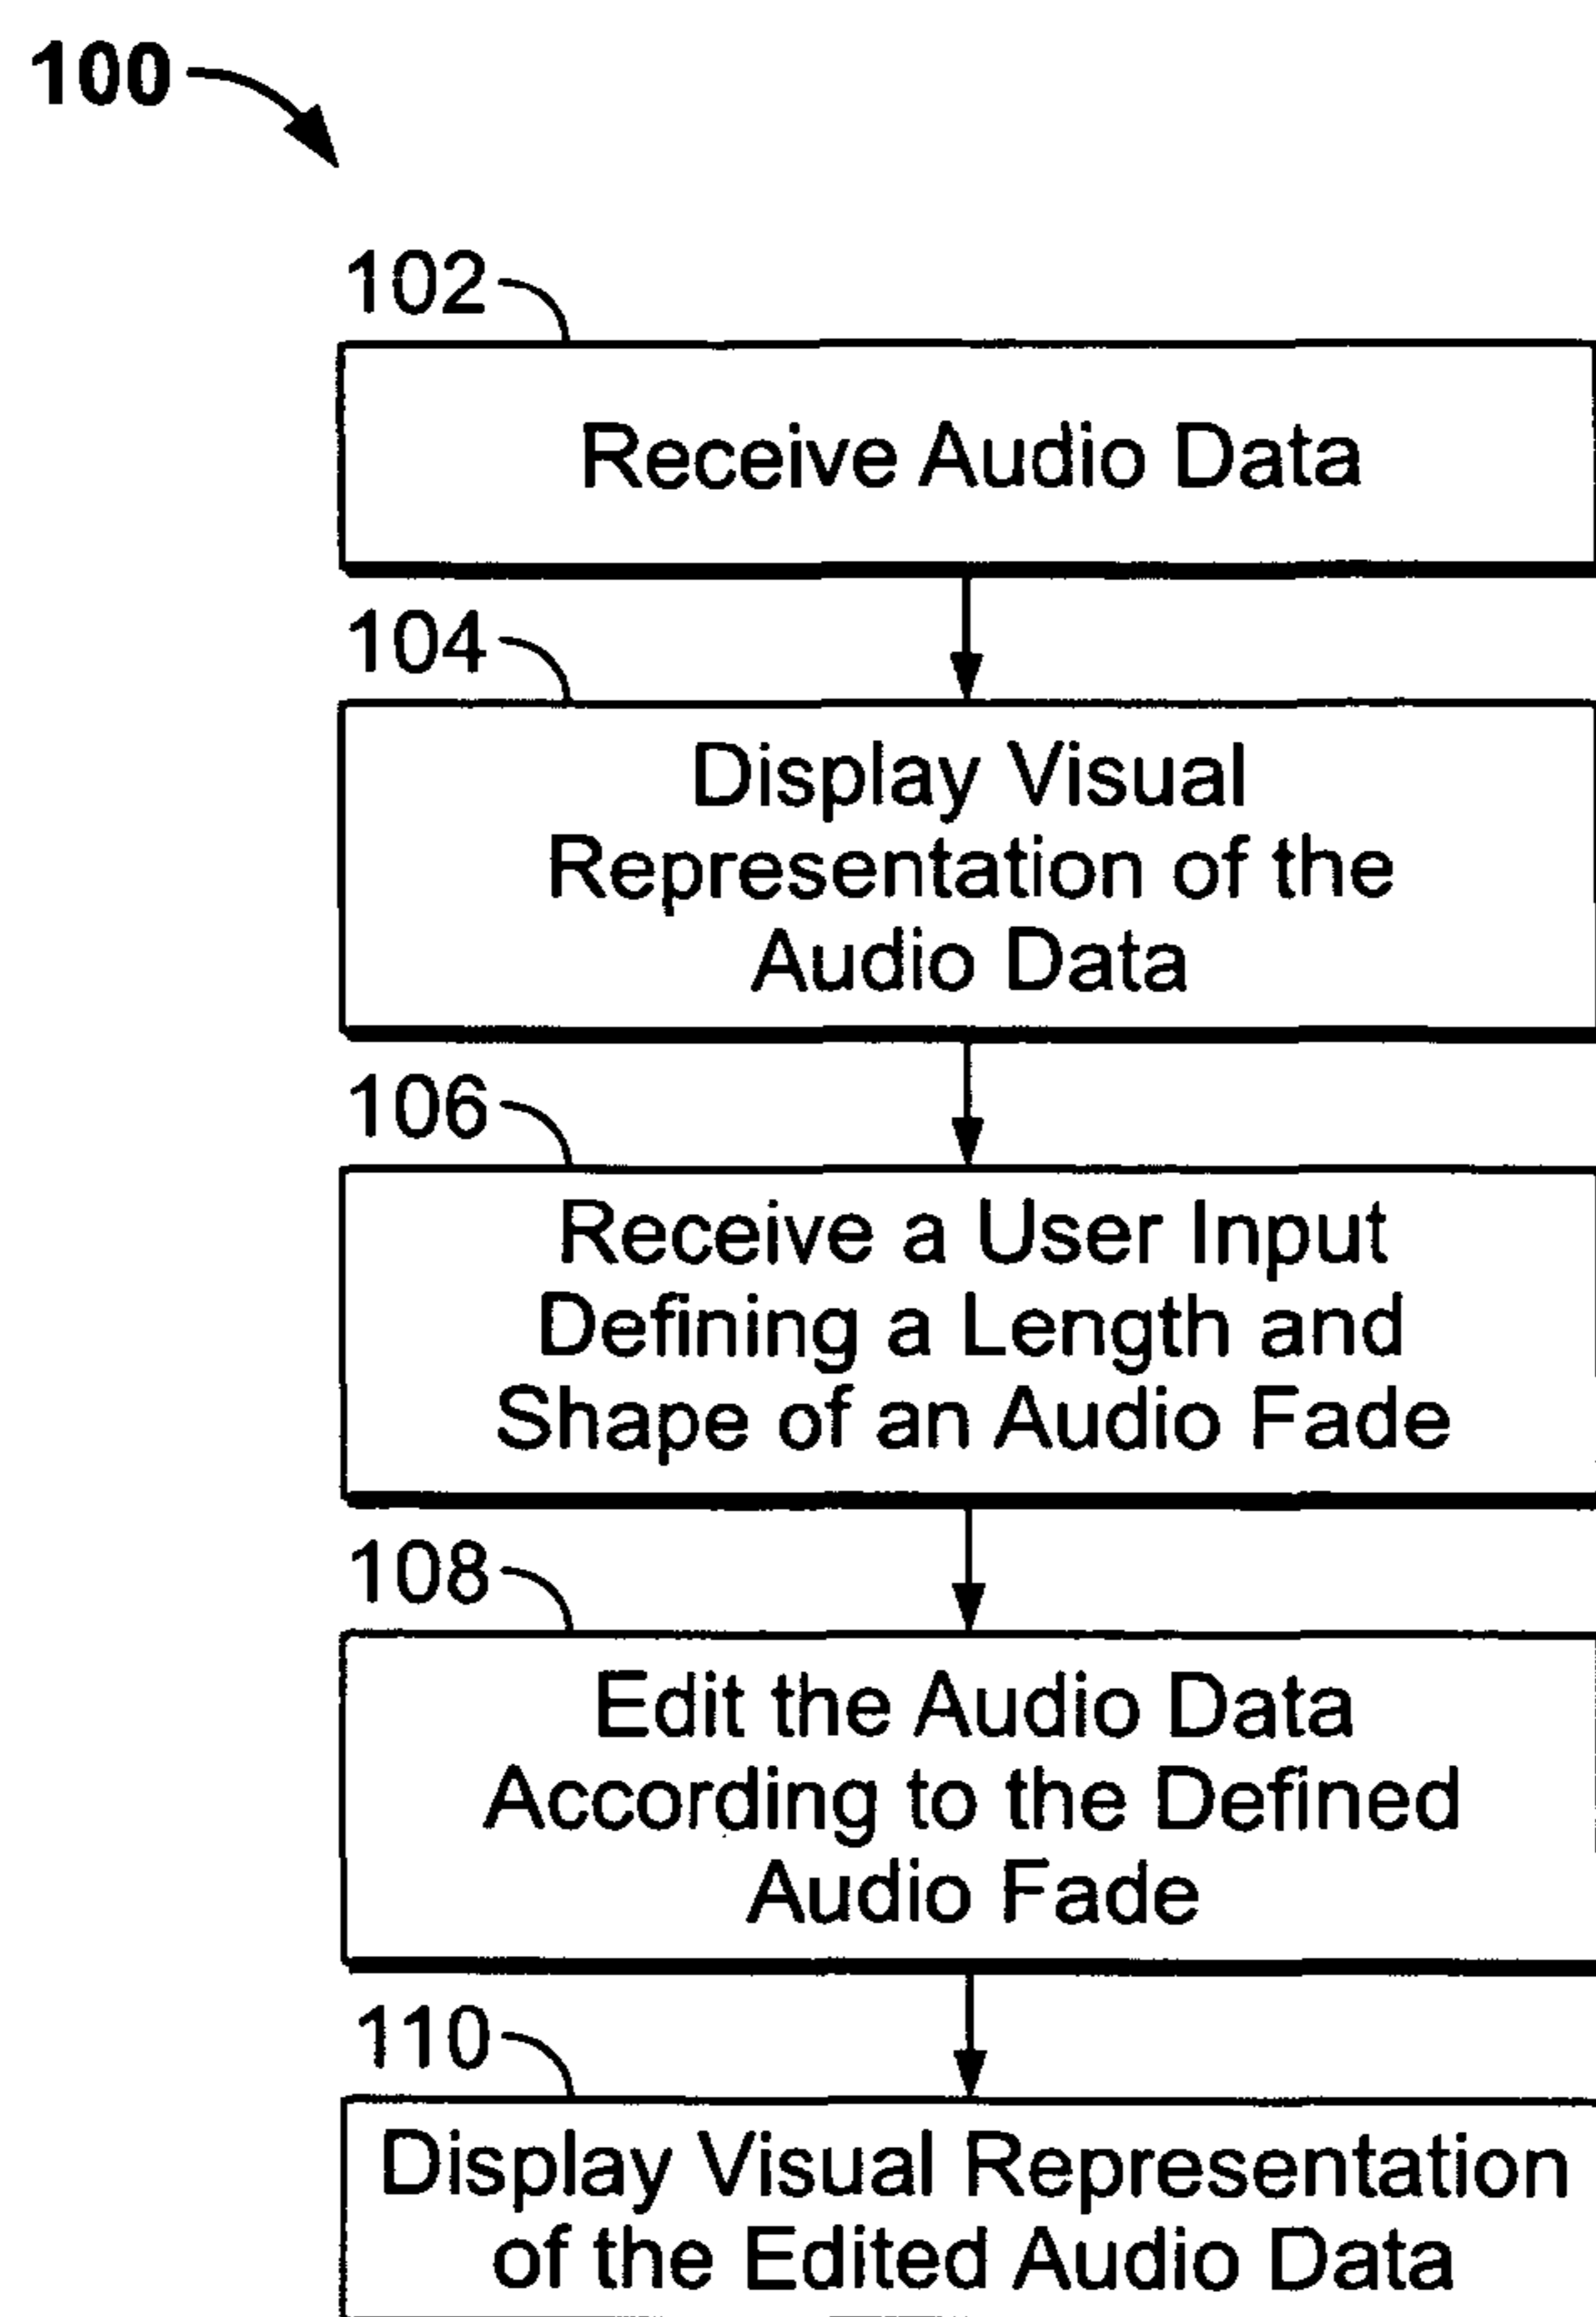 100
102
Receive Audio Data
104
Display Visual
Representation of the
Audio Data
106
Receive a User Input
Defining a Length and
Shape of an Audio Fade
108
Edit the Audio Data
According to the Defined
Audio Fade
110
Display Visual Representation
of the Edited Audio Data